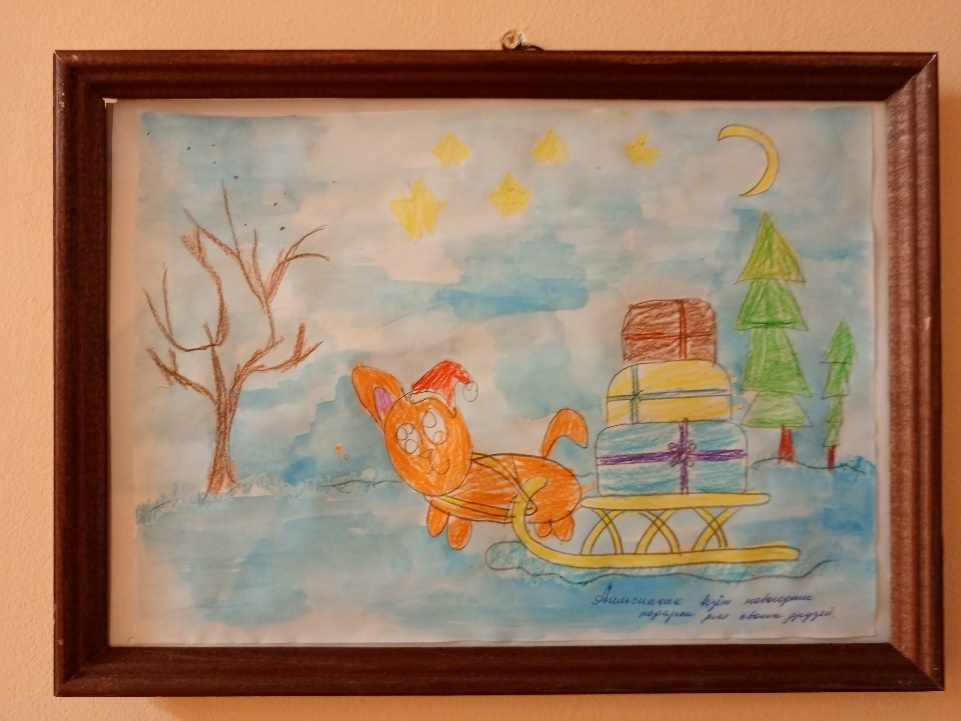 Апельсинчик везёт новогодние
подарки для своих друзей.